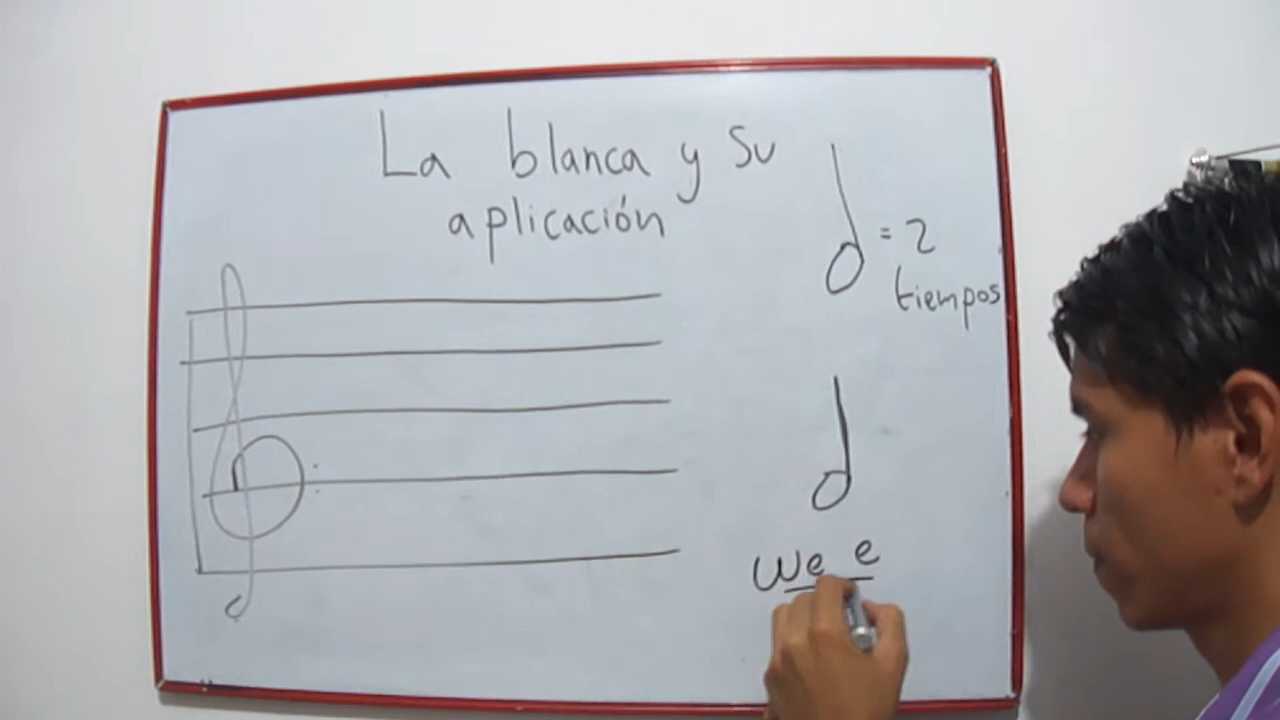 La blanca y su
aplicación
= 2
tiempos
We e